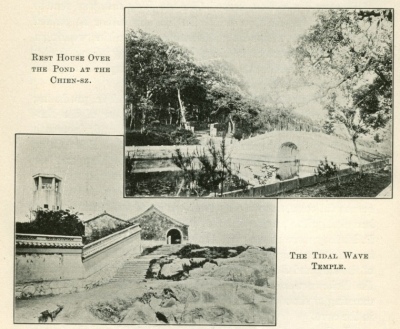 REST HOUSE OVER
THE POND AT THE
CHIEN-SZ.
THE TIDAL WAVE
TEMPLE.